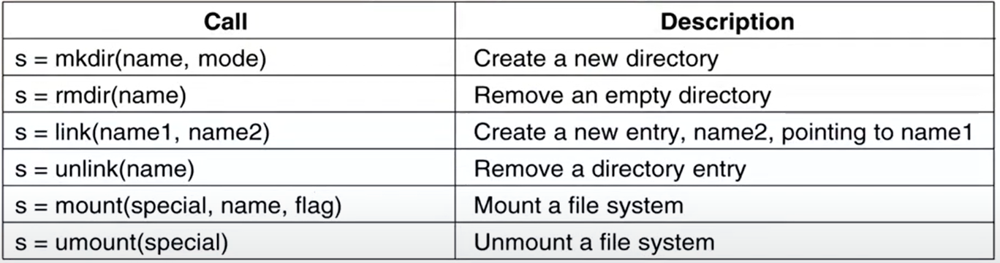 Call Description
s = mkdir(name, mode) Create a new directory
s = rmdir(name) Remove an empty directory
s = link(name1, name2) Create a new entry, name2, pointing to name1
s = unlink(name) Remove a directory entry
s = mount(special, name, flag) Mount a file system
s = umount(special) Unmount a file system